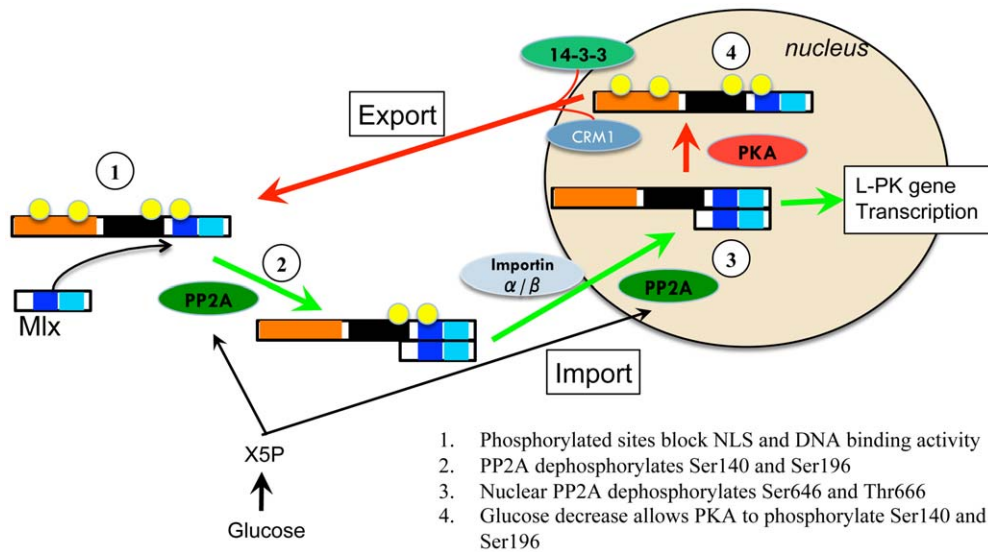 nucleus
14-3-3
4
Export
CRM1
PKA
1
L-PK gene
Transcription
2
Importin
α/β
3
PP2A
PP2A
Mlx
Import
X5P
Glucose
1. Phosphorylated sites block NLS and DNA binding activity
2. PP2A dephosphorylates Ser140 and Ser196
3. Nuclear PP2A dephosphorylates Ser646 and Thr666
4. Glucose decrease allows PKA to phosphorylate Ser140 and
Ser196